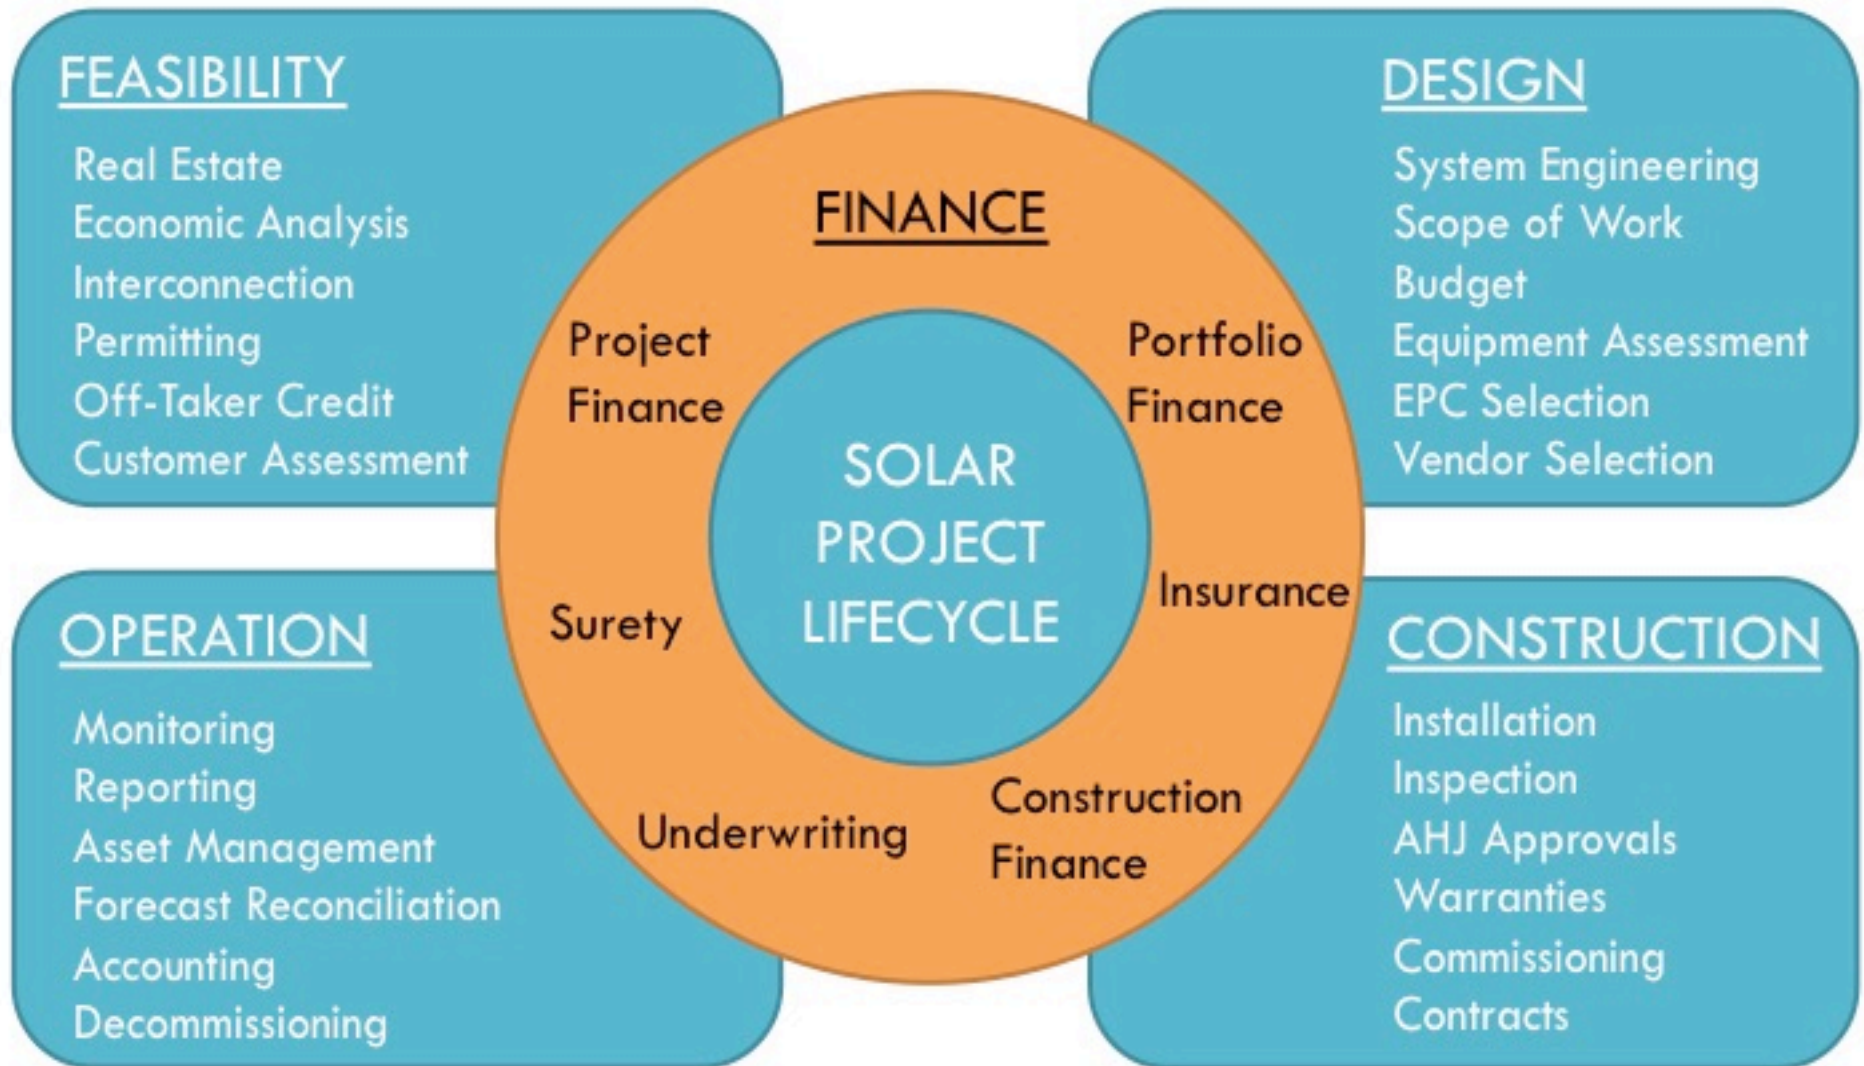 FEASIBILITY
Real Estate
Economic Analysis
Interconnection
Permitting
Off-Taker Credit
Customer Assessment
DESIGN
System Engineering
Scope of Work
Budget
Equipment Assessment
EPC Selection
Vendor Selection
FINANCE
Project
Finance
Portfolio
Finance
Surety
Insurance
Underwriting
Construction
Finance
SOLAR
PROJECT
LIFECYCLE
OPERATION
Monitoring
Reporting
Asset Management
Forecast Reconciliation
Accounting
Decommissioning
CONSTRUCTION
Installation
Inspection
AHJ Approvals
Warranties
Commissioning
Contracts